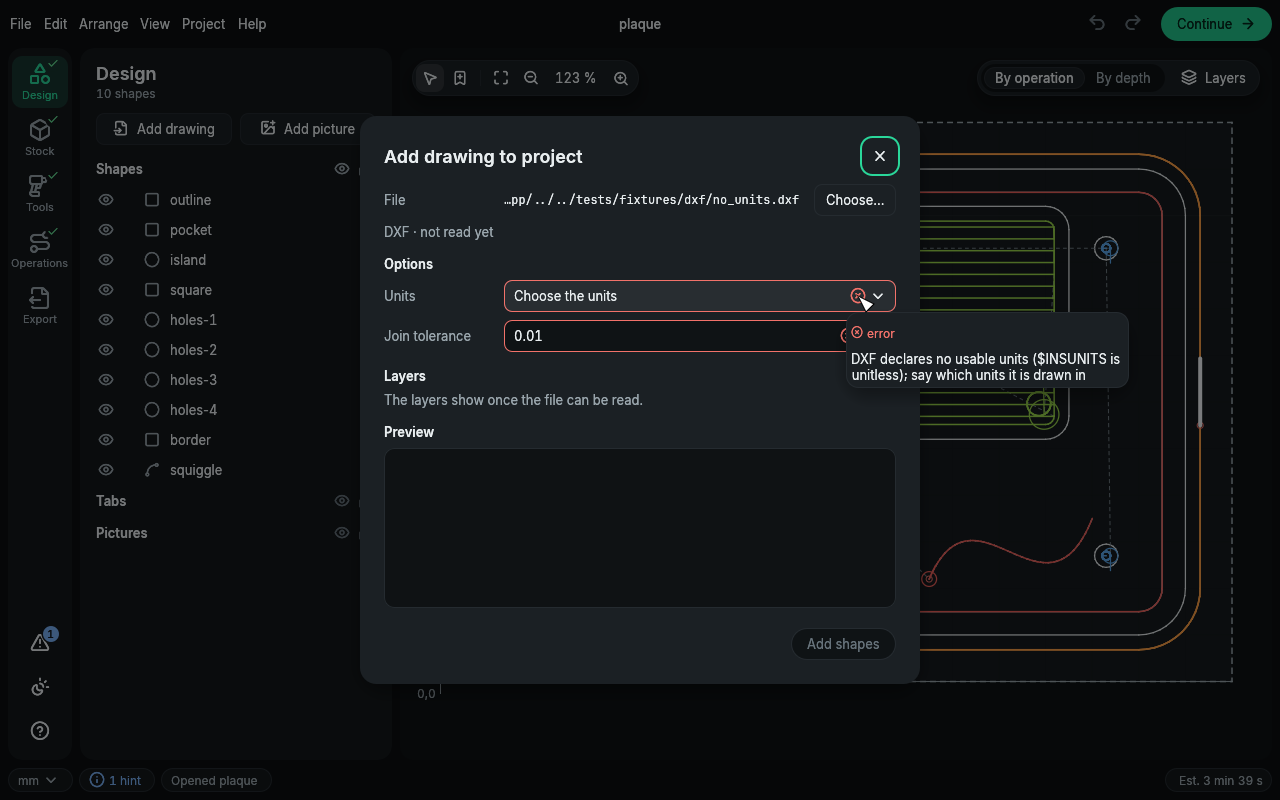 File Edit Arrange View Project Help
plaque
Continue
Design
Stock
Tools
Operations
Export
1
Design
10 shapes
Add drawing
Add picture
Shapes
outline
pocket
island
square
holes-1
holes-2
holes-3
holes-4
border
squiggle
Tabs
Pictures
123 %
By operation
By depth
Layers
Add drawing to project
File
…pp/../../tests/fixtures/dxf/no_units.dxf
Choose...
DXF · not read yet
Options
Units
Choose the units
Join tolerance
0.01
error
DXF declares no usable units ($INSUNITS is
unitless); say which units it is drawn in
Layers
The layers show once the file can be read.
Preview
Add shapes
0,0
mm
1 hint
Opened plaque
Est. 3 min 39 s